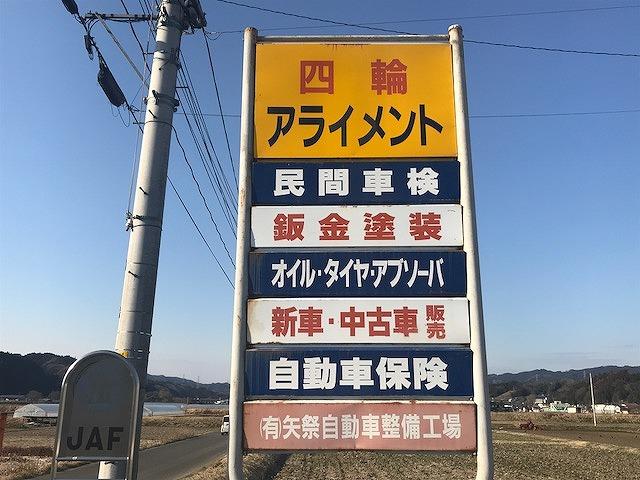 四輪
アライメント
民間車検
鈑金塗装
オイル・タイヤ・アブソーバ
新車・中古車販売
自動車保険
(有)矢祭自動車整備工場
JAF